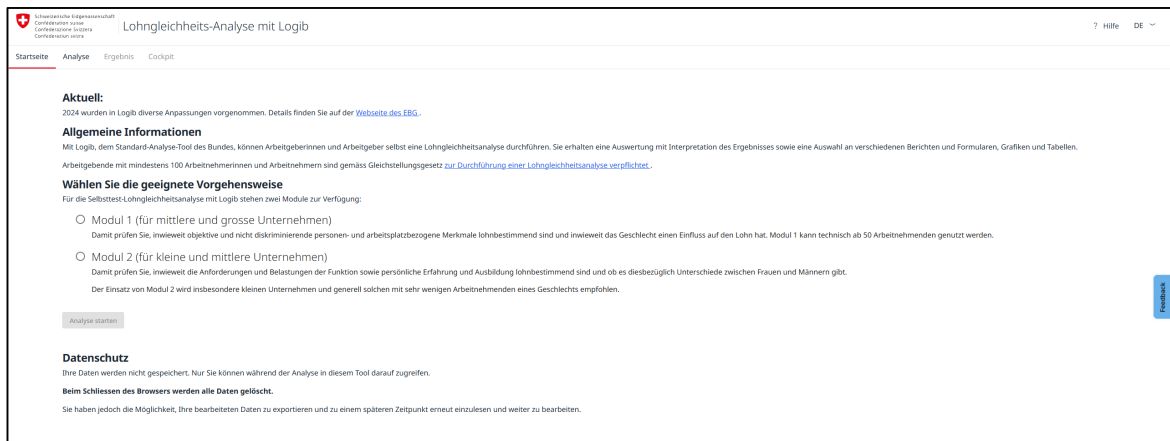 Schweizerische Eidgenossenschaft
Confédération suisse
Confederazione Svizzera
Confederaziun svizra
Lohngleichheits-Analyse mit Logib
? Hilfe DE
Startseite Analyse Ergebnis Cockpit
Aktuell:
2024 wurden in Logib diverse Anpassungen vorgenommen. Details finden Sie auf der Webseite des EBG .
Allgemeine Informationen
Mit Logib, dem Standard-Analyse-Tool des Bundes, können Arbeitgeberinnen und Arbeitgeber selbst eine Lohngleichheitsanalyse durchführen. Sie erhalten eine Auswertung mit Interpretation des Ergebnisses sowie eine Auswahl an verschiedenen Berichten und Formularen, Grafiken und Tabellen.
Arbeitgebende mit mindestens 100 Arbeitnehmerinnen und Arbeitnehmern sind gemäss Gleichstellungsgesetz zur Durchführung einer Lohngleichheitsanalyse verpflichtet .
Wählen Sie die geeignete Vorgehensweise
Für die Selbsttest-Lohngleichheitsanalyse mit Logib stehen zwei Module zur Verfügung:
Modul 1 (für mittlere und grosse Unternehmen)
Damit prüfen Sie, inwieweit objektive und nicht diskriminierende personen- und arbeitsplatzbezogene Merkmale lohnbestimmend sind und inwieweit das Geschlecht einen Einfluss auf den Lohn hat. Modul 1 kann technisch ab 50 Arbeitnehmenden genutzt werden.
Modul 2 (für kleine und mittlere Unternehmen)
Damit prüfen Sie, inwieweit die Anforderungen und Belastungen der Funktion sowie persönliche Erfahrung und Ausbildung lohnbestimmend sind und ob es diesbezüglich Unterschiede zwischen Frauen und Männern gibt.
Der Einsatz von Modul 2 wird insbesondere kleinen Unternehmen und generell solchen mit sehr wenigen Arbeitnehmenden eines Geschlechts empfohlen.
Feedback
Analyse starten
Datenschutz
Ihre Daten werden nicht gespeichert. Nur Sie können während der Analyse in diesem Tool darauf zugreifen.
Beim Schliessen des Browsers werden alle Daten gelöscht.
Sie haben jedoch die Möglichkeit, Ihre bearbeiteten Daten zu exportieren und zu einem späteren Zeitpunkt erneut einzulesen und weiter zu bearbeiten.